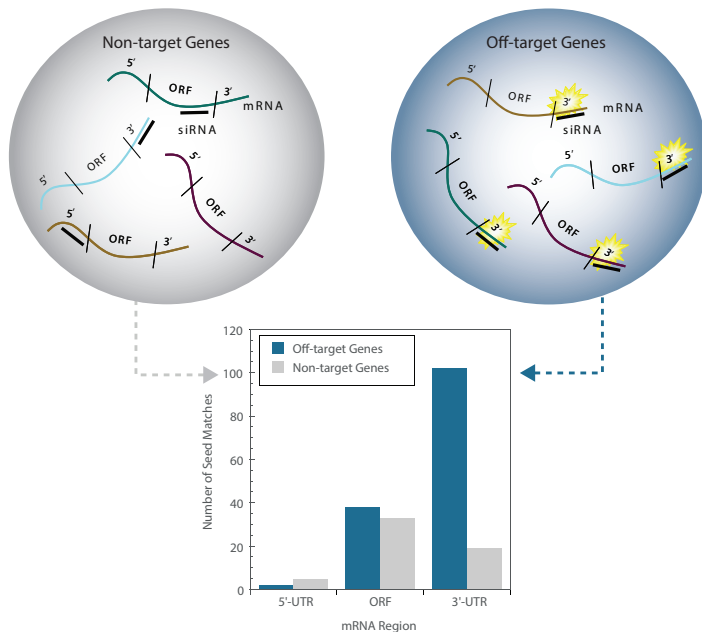 Non-target Genes
5′
ORF
3′
mRNA
siRNA
3′
ORF
5′
5′
ORF
3′
5′
ORF
3′
Off-target Genes
5′
ORF
3′
mRNA
siRNA
5′
ORF
3′
5′
ORF
3′
5′
ORF
3′
120
100
80
60
40
20
0
Number of Seed Matches
Off-target Genes
Non-target Genes
5'-UTR
ORF
3'-UTR
mRNA Region